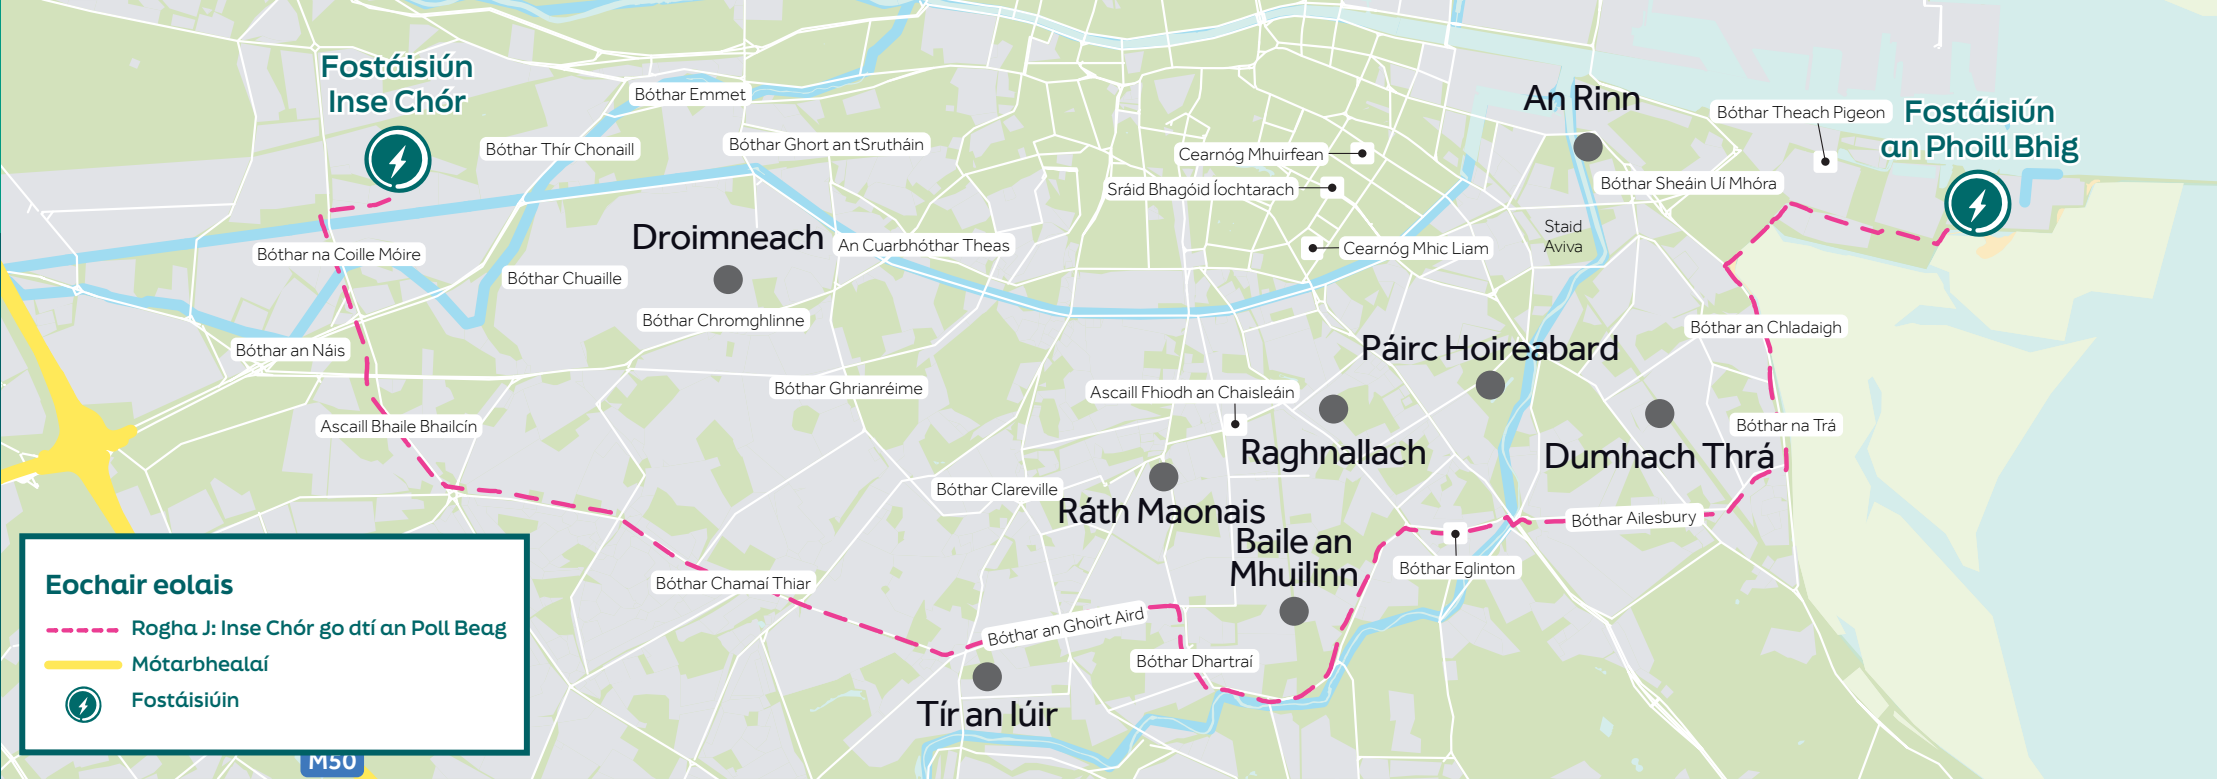 Fostáisiún
Inse Chór
Bóthar Emmet
Bóthar Thír Chonaill
Bóthar Ghort an tSrutháin
Cearnóg Mhuirfean
Sráid Bhagóid Íochtarach
An Rinn
Bóthar Theach Pigeon
Fostáisiún
an Phoill Bhig
Bóthar Sheáin Uí Mhóra
Staid
Aviva
Bóthar na Coille Móire
Droimneach
An Cuarbhóthar Theas
Cearnóg Mhic Liam
Bóthar Chuaille
Bóthar Chromghlinne
Bóthar an Chladaigh
Bóthar an Náis
Páirc Hoireabard
Bóthar Ghrianréime
Ascaill Fhiodh an Chaisleáin
Ascaill Bhaile Bhailcín
Raghnallach
Dumhach Thrá
Bóthar na Trá
Bóthar Clareville
Ráth Maonais
Baile an
Mhuilinn
Bóthar Ailesbury
Bóthar Eglinton
Bóthar Chamaí Thiar
Bóthar an Ghoirt Aird
Bóthar Dhartraí
Tír an Iúir
Eochair eolais
Rogha J: Inse Chór go dtí an Poll Beag
Mótarbhealaí
Fostáisiúin
M50